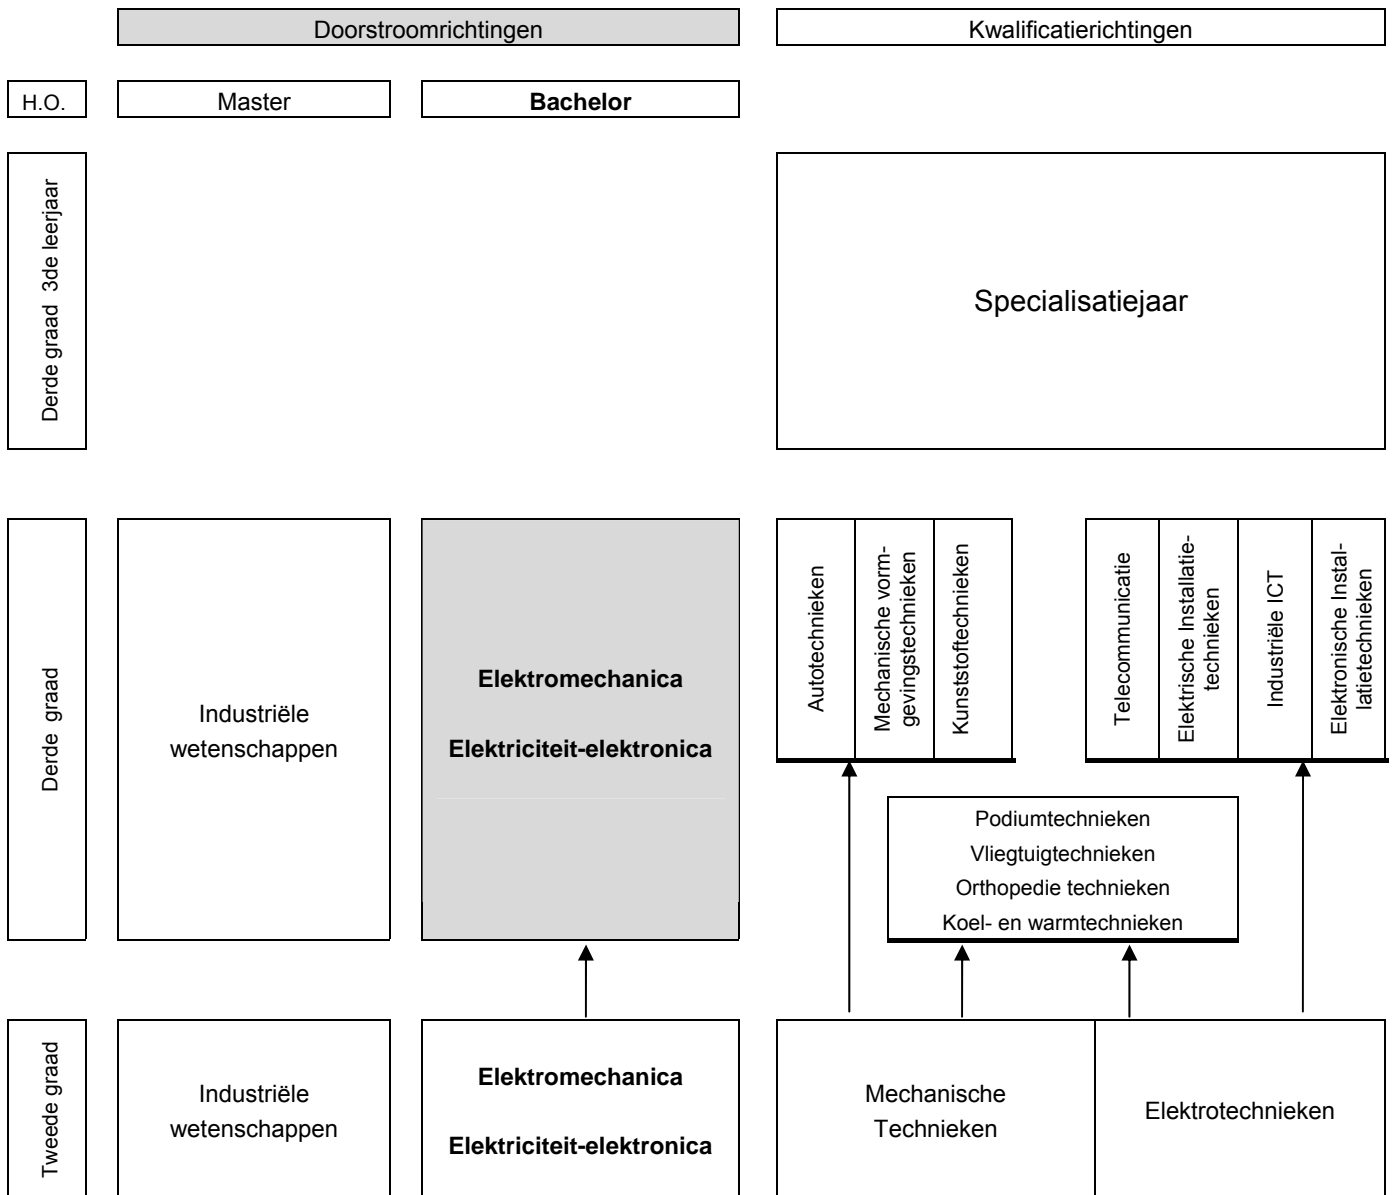 Doorstroomrichtingen
Kwalificatierichtingen
H.O.
Master
Bachelor
Derde graad 3de leerjaar
Specialisatiejaar
Derde graad
Industriële
wetenschappen
Elektromechanica
Elektriciteit-elektronica
Autotechnieken
Mechanische vorm-
gevingstechnieken
Kunststoftechnieken
Telecommunicatie
Elektrische Installatie-
technieken
Industriële ICT
Elektronische Instal-
latietechnieken
Podiumtechnieken
Vliegtuigtechnieken
Orthopedie technieken
Koel- en warmtechnieken
Tweede graad
Industriële
wetenschappen
Elektromechanica
Elektriciteit-elektronica
Mechanische
Technieken
Elektrotechnieken